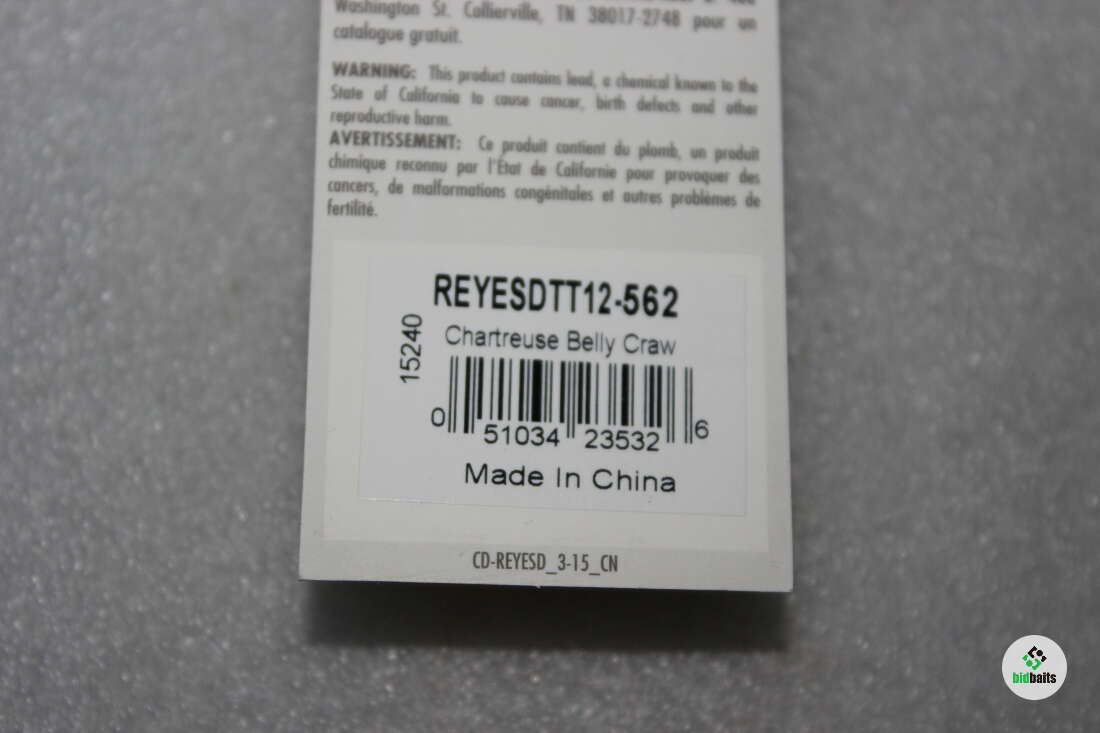 Washington St. Collierville, TN 38017-2748 pour un
catalogue gratuit.
WARNING: This product contains lead, a chemical known to the
State of California to cause cancer, birth defects and other
reproductive harm.
AVERTISSEMENT: Ce produit contient du plomb, un produit
chimique reconnu par l'État de Californie pour provoquer des
cancers, de malformations congénitales et autres problèmes de
fertilité.
REYESDTT12-562
Chartreuse Belly Craw
15240
0 51034 23532 6
Made In China
CD-REYESD_3-15_CN
bidbaits